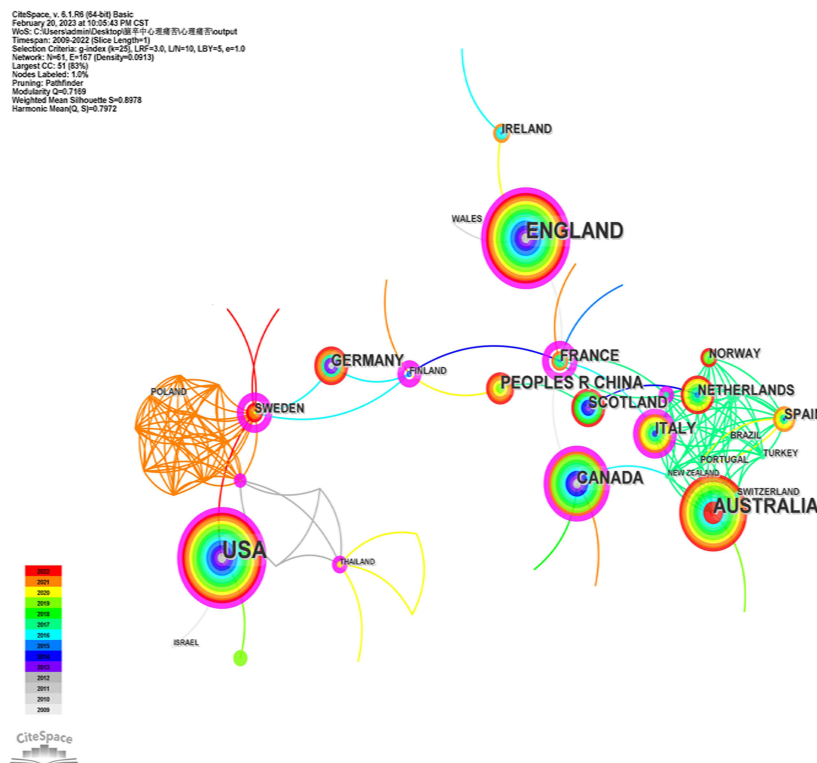 CiteSpace, v. 6.1.R6 (64-bit) Basic
February 20, 2023 at 10:05:43 PM CST
WoS: C:\Users\admin\Desktop\脑卒中心理痛苦\心理痛苦\output
Timespan: 2009-2022 (Slice Length=1)
Selection Criteria: g-index (k=25), LRF=3.0, L/N=10, LBY=5, e=1.0
Network: N=61, E=167 (Density=0.0913)
Largest CC: 51 (83%)
Nodes Labeled: 1.0%
Pruning: Pathfinder
Modularity Q=0.7169
Weighted Mean Silhouette S=0.8978
Harmonic Mean(Q, S)=0.7972
IRELAND
WALES
ENGLAND
GERMANY
FINLAND
FRANCE
NORWAY
POLAND
PEOPLES R CHINA
NETHERLANDS
SWEDEN
SCOTLAND
SPAIN
ITALY
BRAZIL
TURKEY
PORTUGAL
NEW ZEALAND
CANADA
SWITZERLAND
AUSTRALIA
USA
THAILAND
ISRAEL
2022
2021
2020
2019
2018
2017
2016
2015
2014
2013
2012
2011
2010
2009
CiteSpace